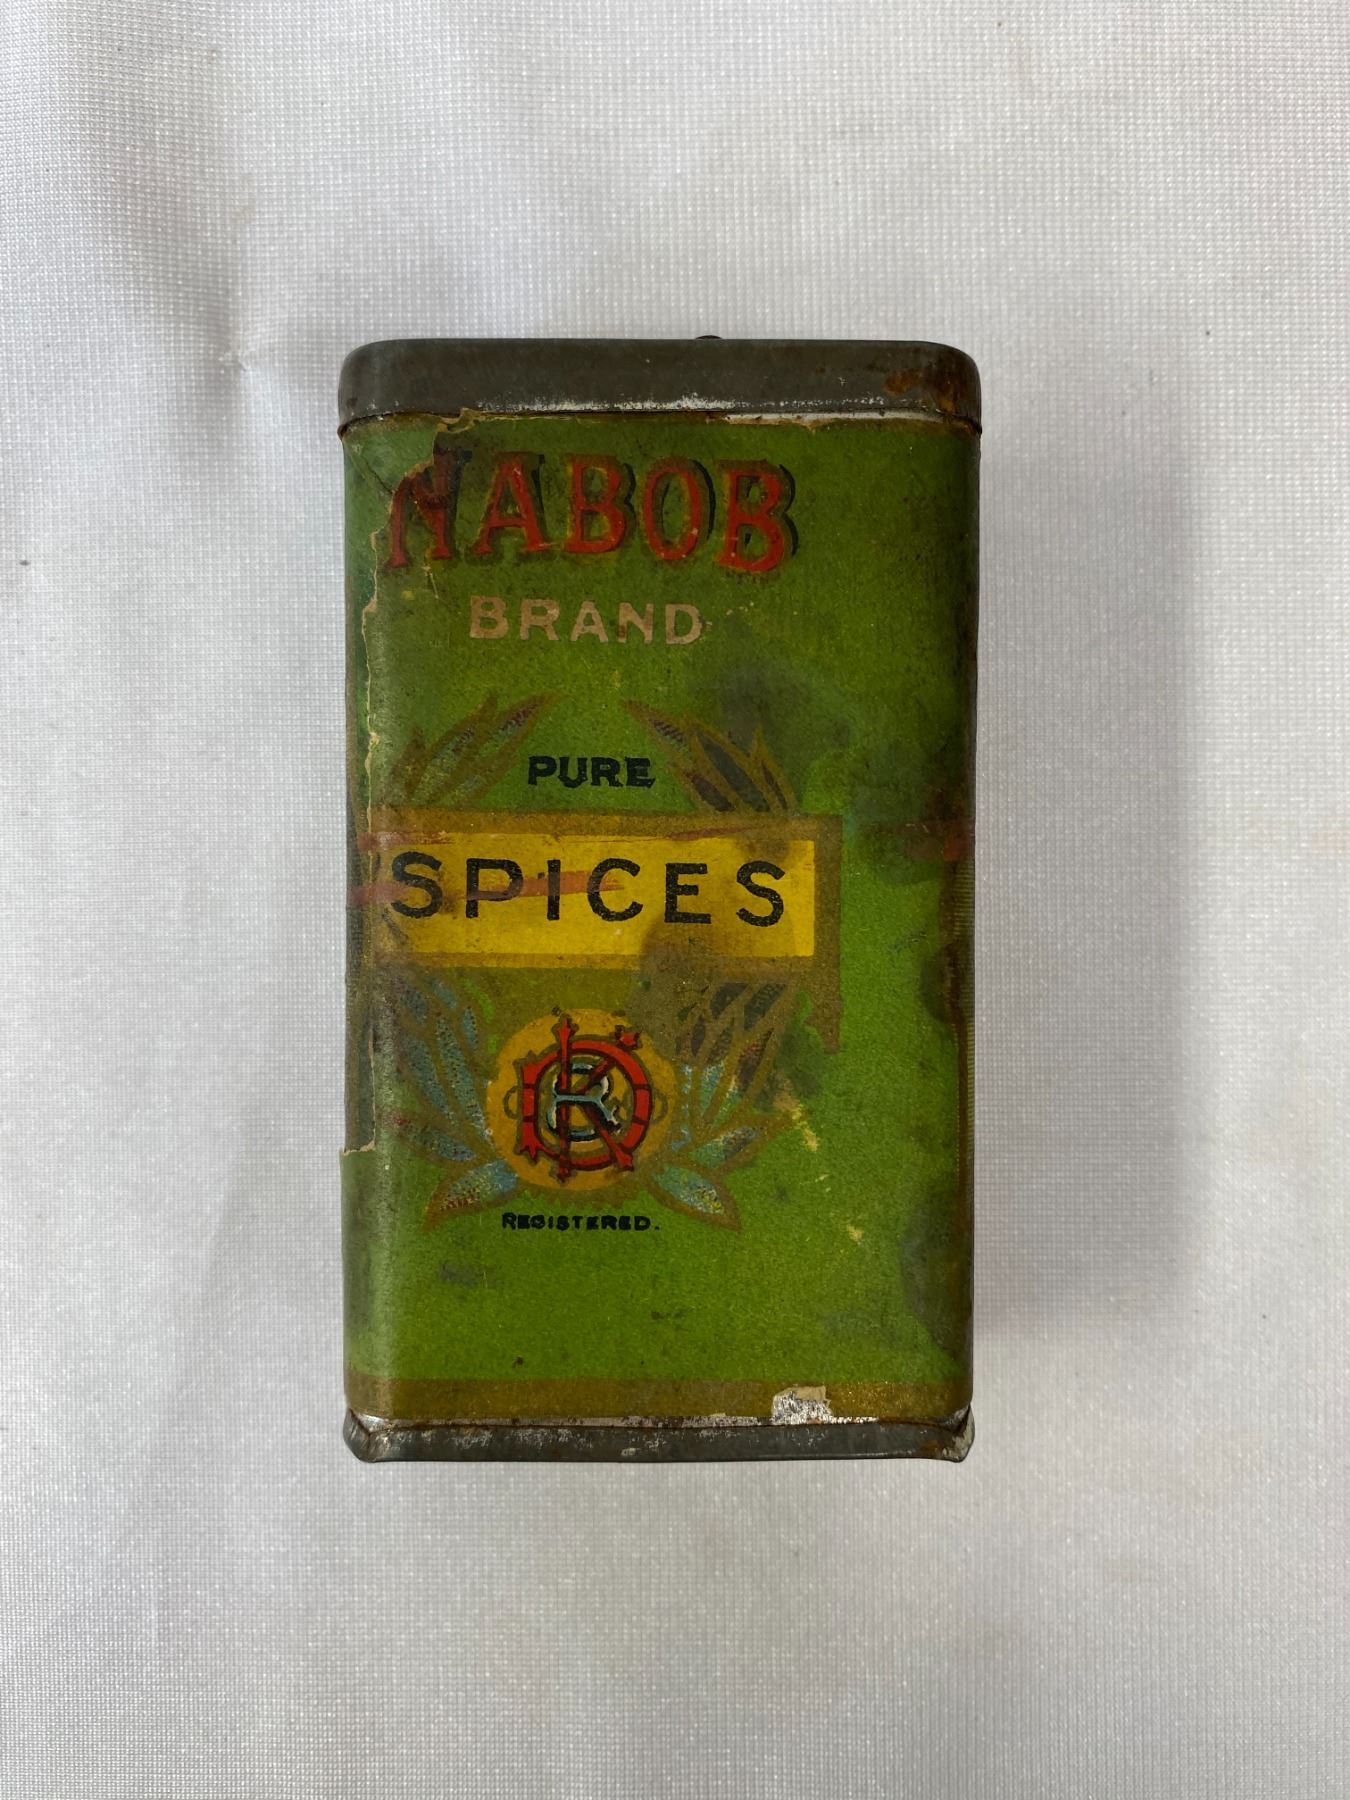 NABOB
BRAND
PURE
SPICES
REGISTERED.